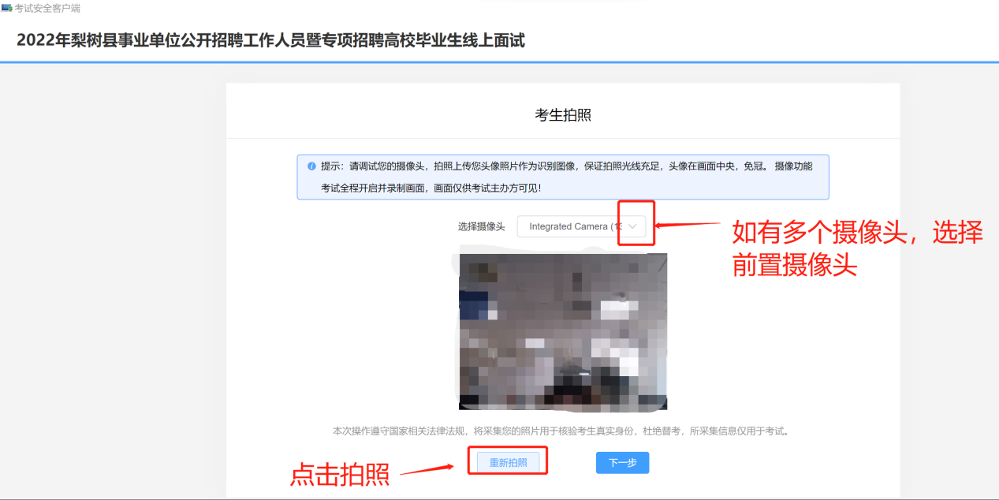 考试安全客户端
2022年梨树县事业单位公开招聘工作人员暨专项招聘高校毕业生线上面试
考生拍照
提示：请调试您的摄像头，拍照上传您头像照片作为识别图像，保证拍照光线充足，头像在画面中央，免冠。 摄像功能
考试全程开启并录制画面，画面仅供考试主办方可见！
选择摄像头
Integrated Camera (13
如有多个摄像头，选择
前置摄像头
本次操作遵守国家相关法律法规，将采集您的照片用于核验考生真实身份，杜绝替考，所采集信息仅用于考试。
点击拍照
重新拍照
下一步